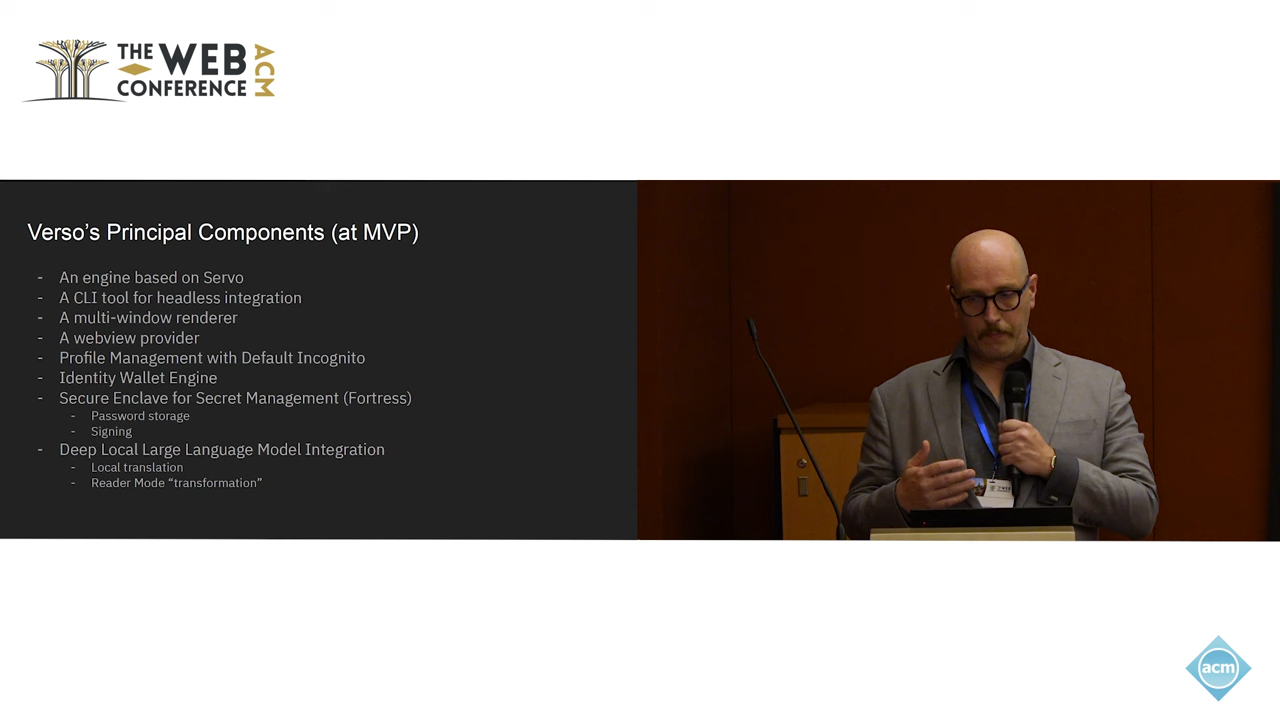 THE WEB
CONFERENCE
ACM
Verso's Principal Components (at MVP)
- An engine based on Servo
- A CLI tool for headless integration
- A multi-window renderer
- A webview provider
- Profile Management with Default Incognito
- Identity Wallet Engine
- Secure Enclave for Secret Management (Fortress)
- Password storage
- Signing
- Deep Local Large Language Model Integration
- Local translation
- Reader Mode “transformation”
acm